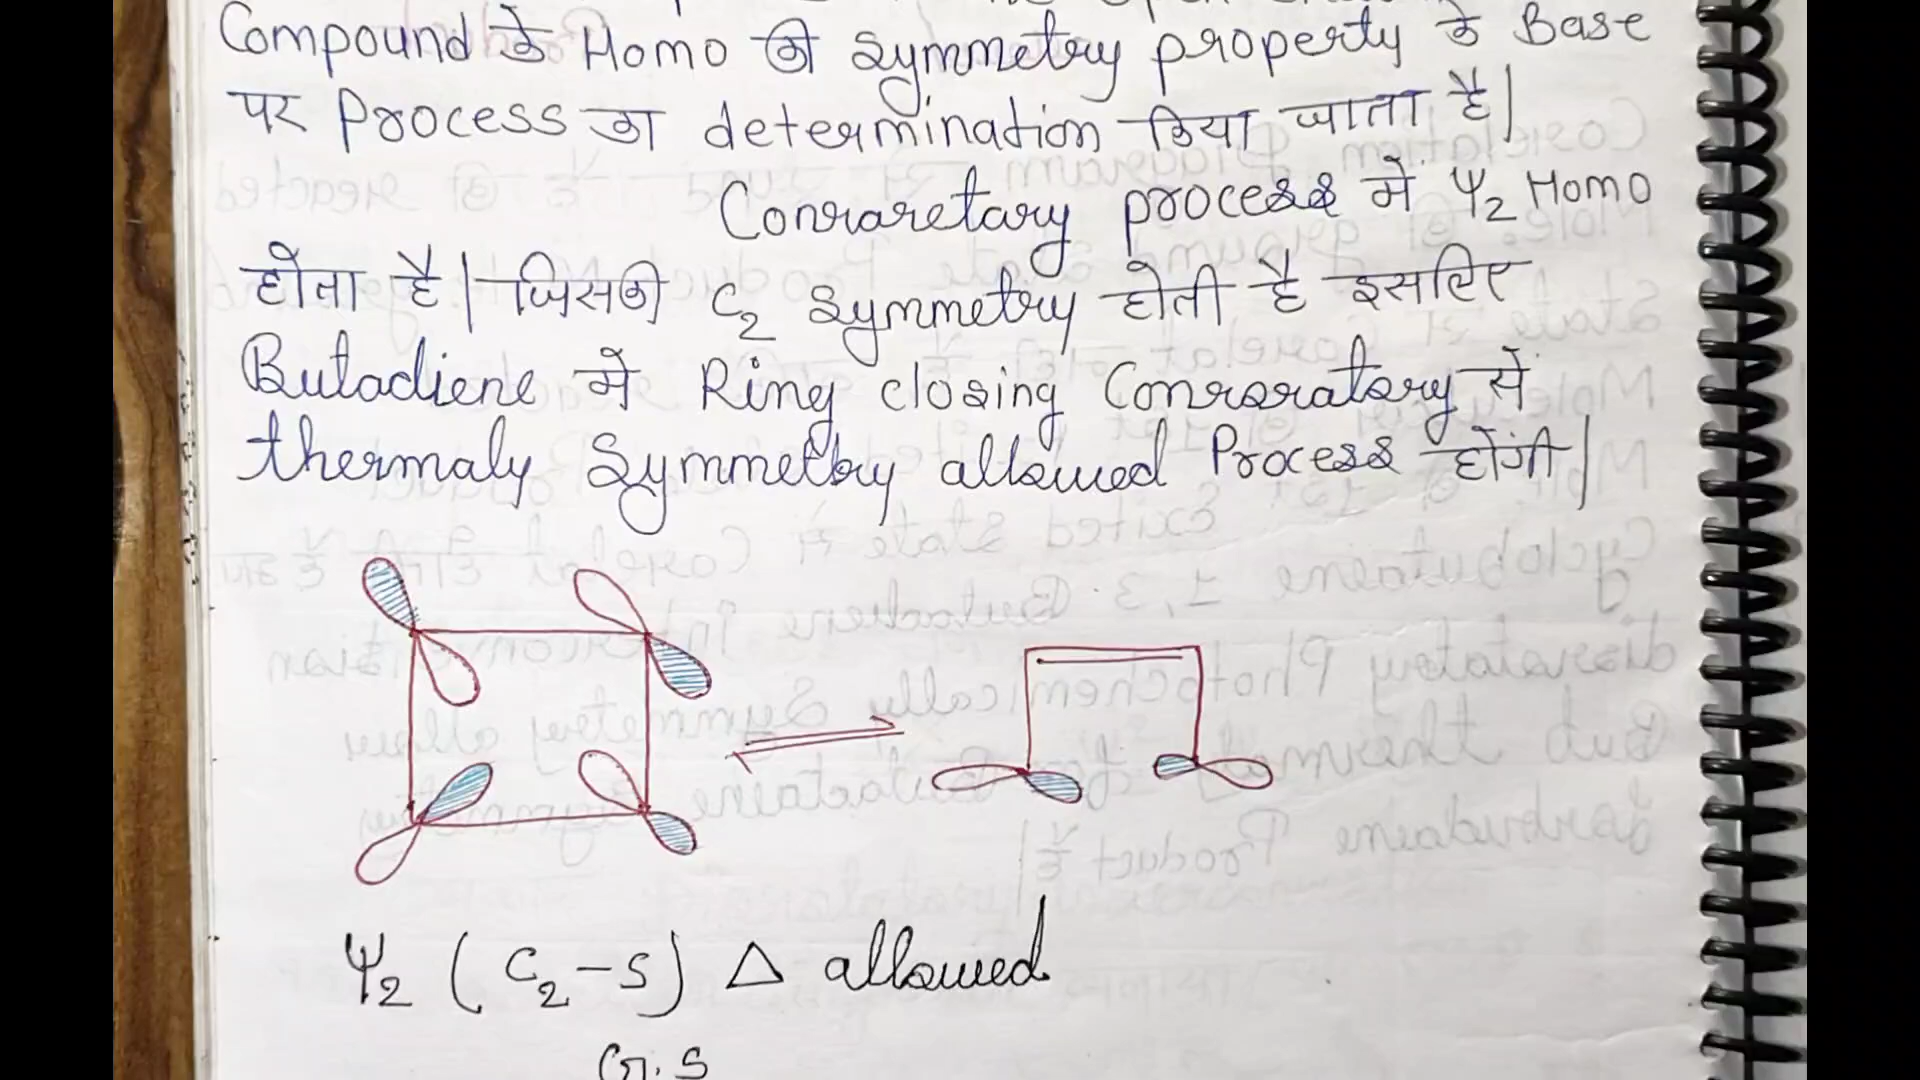 Compound के Homo की symmetry property के Base
पर Process का determination किया जाता है|
Conraretary process में Ψ2 Homo
होता है| जिसकी C2 symmetry होती है इसलिए
Butadiene में Ring closing Conroratory से
thermaly Symmetry allowed Process होंगी|
Ψ2 (C2-S) Δ allowed
G.S